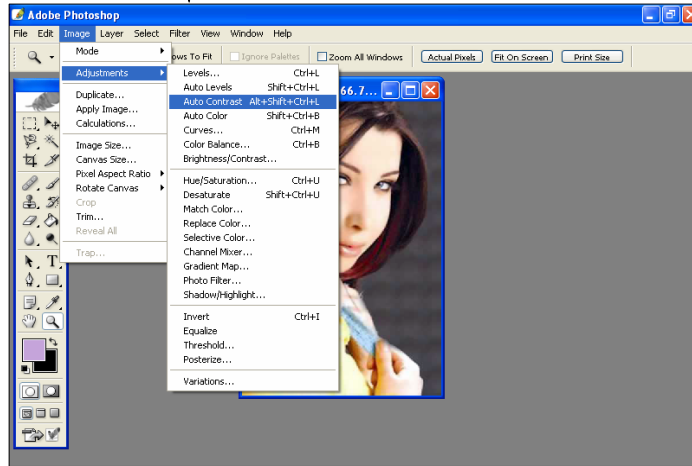 Adobe Photoshop
File Edit Image Layer Select Filter View Window Help
ows To Fit Ignore Palettes Zoom All Windows Actual Pixels Fit On Screen Print Size
Mode
Adjustments
Duplicate...
Apply Image...
Calculations...
Image Size...
Canvas Size...
Pixel Aspect Ratio
Rotate Canvas
Crop
Trim...
Reveal All
Trap...
Levels... Ctrl+L
Auto Levels Shift+Ctrl+L
Auto Contrast Alt+Shift+Ctrl+L
Auto Color Shift+Ctrl+B
Curves... Ctrl+M
Color Balance... Ctrl+B
Brightness/Contrast...
Hue/Saturation... Ctrl+U
Desaturate Shift+Ctrl+U
Match Color...
Replace Color...
Selective Color...
Channel Mixer...
Gradient Map...
Photo Filter...
Shadow/Highlight...
Invert Ctrl+I
Equalize
Threshold...
Posterize...
Variations...
66.7...
T